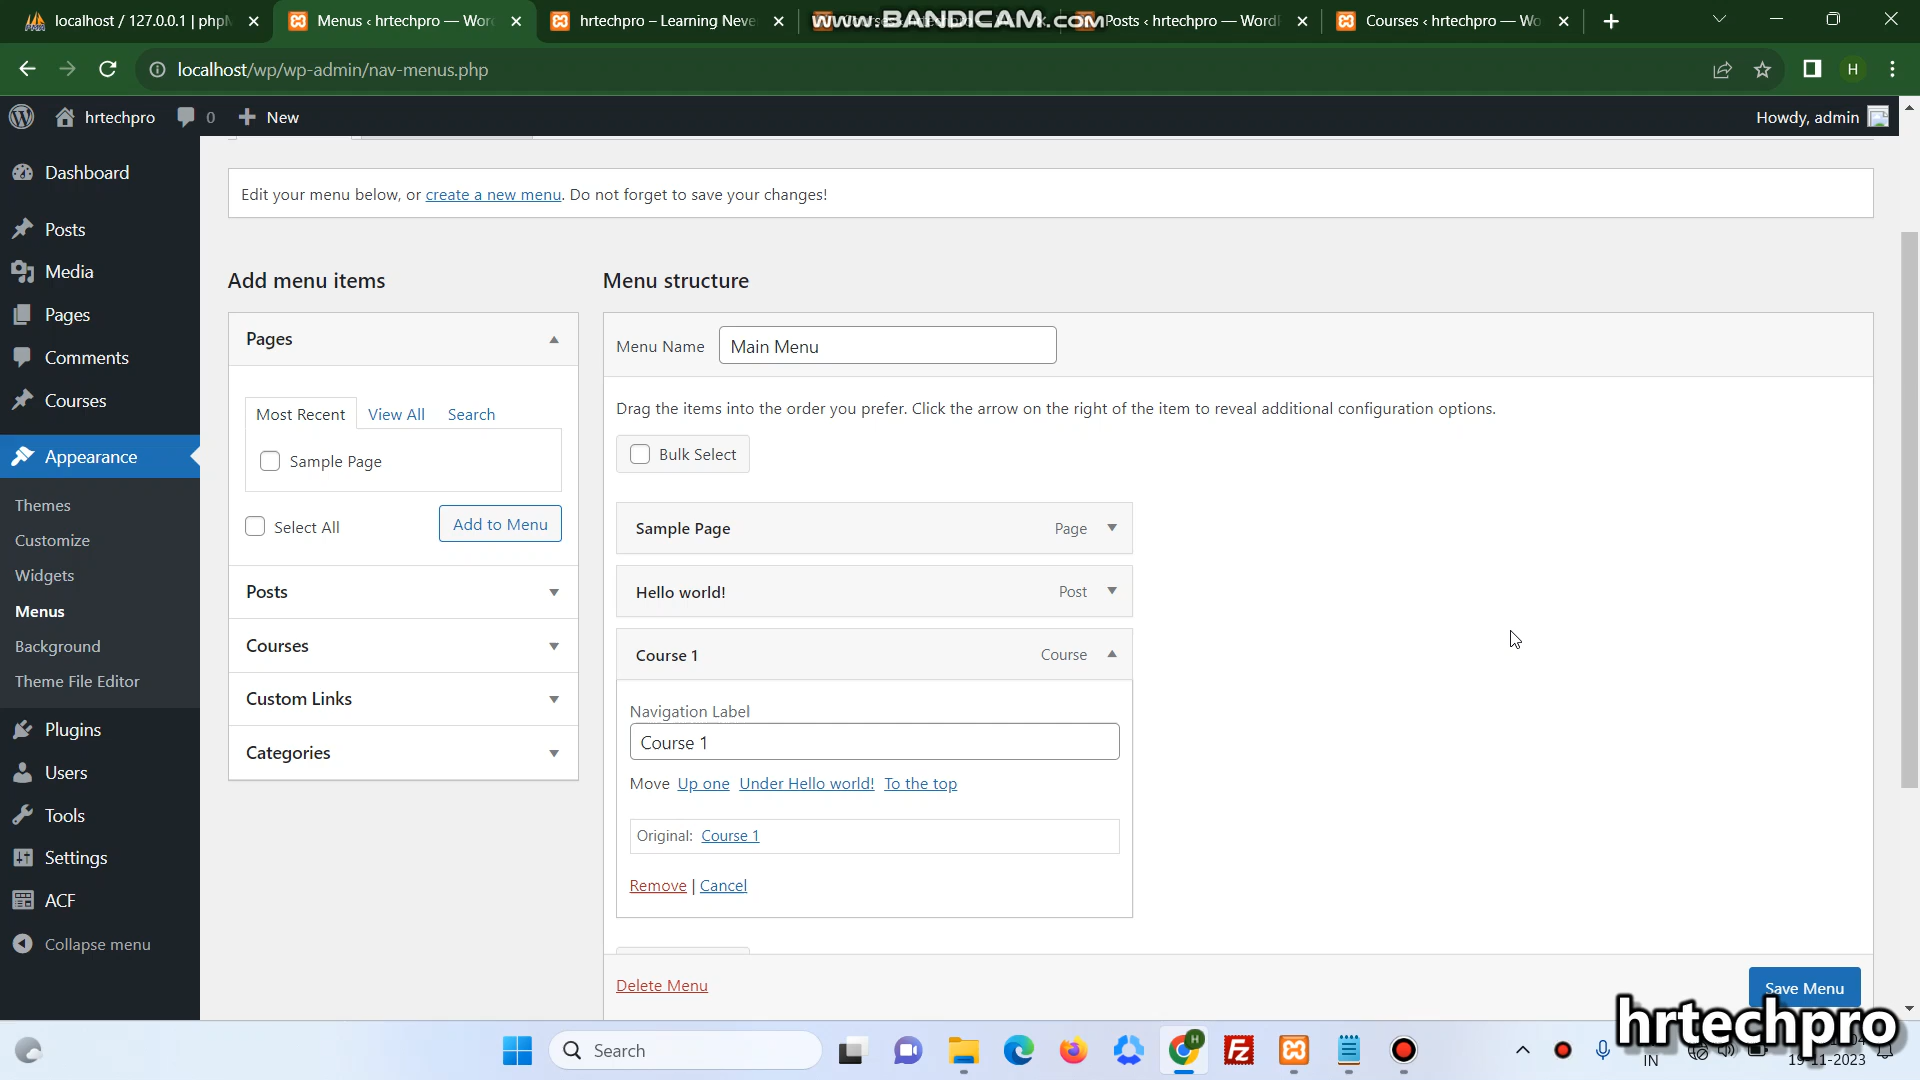 localhost / 127.0.0.1 | phpM
Menus ‹ hrtechpro — Wor
hrtechpro – Learning Neve
www.BANDICAM.com
Posts ‹ hrtechpro — WordP
Courses ‹ hrtechpro — Wo
localhost/wp/wp-admin/nav-menus.php
H
hrtechpro
0
New
Howdy, admin
Dashboard
Posts
Media
Pages
Comments
Courses
Appearance
Themes
Customize
Widgets
Menus
Background
Theme File Editor
Plugins
Users
Tools
Settings
ACF
Collapse menu
Edit your menu below, or create a new menu. Do not forget to save your changes!
Add menu items
Pages
Most Recent View All Search
Sample Page
Select All
Add to Menu
Posts
Courses
Custom Links
Categories
Menu structure
Menu Name Main Menu
Drag the items into the order you prefer. Click the arrow on the right of the item to reveal additional configuration options.
Bulk Select
Sample Page Page
Hello world! Post
Course 1 Course
Navigation Label
Course 1
Move Up one Under Hello world! To the top
Original: Course 1
Remove | Cancel
Delete Menu
Save Menu
hrtechpro
Search
H
IN
19-11-2023